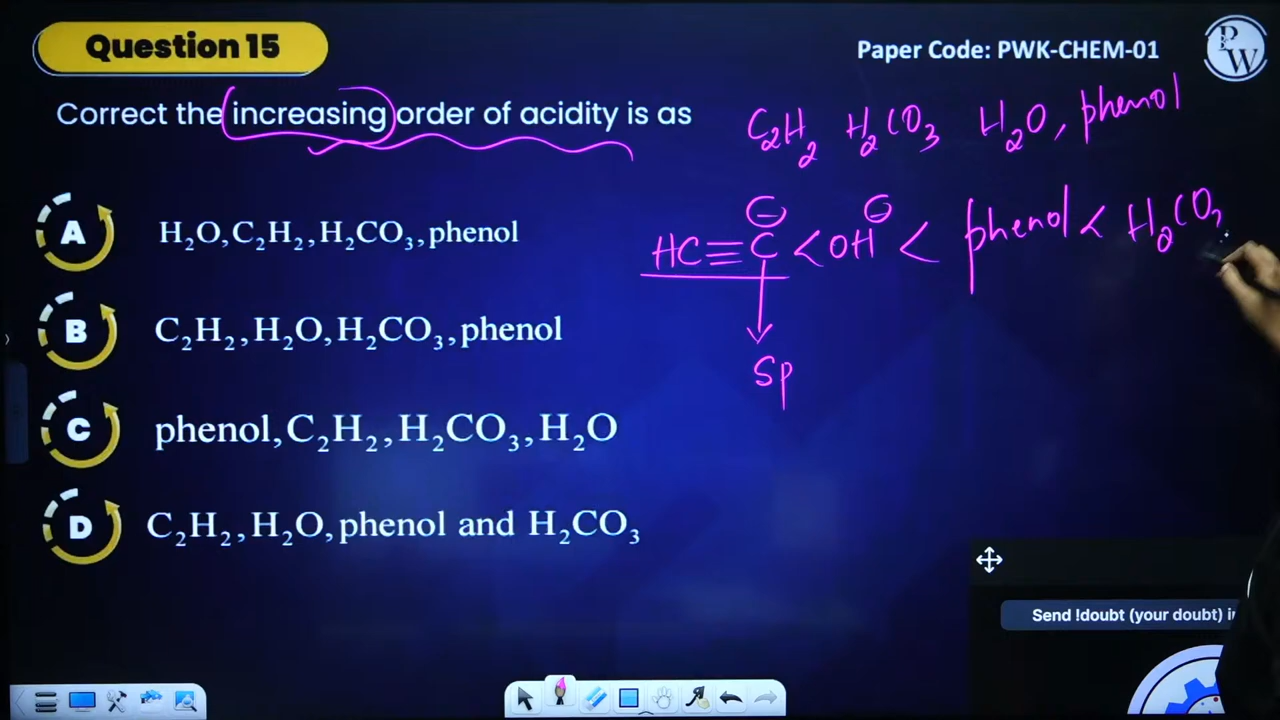 Question 15
Paper Code: PWK-CHEM-01
PW
Correct the increasing order of acidity is as
C₂H₂ H₂CO₃ H₂O, phenol
A H₂O, C₂H₂, H₂CO₃, phenol
HC≡C⊖ < OH⊖ < phenol < H₂CO₃
Sp
B C₂H₂, H₂O, H₂CO₃, phenol
C phenol, C₂H₂, H₂CO₃, H₂O
D C₂H₂, H₂O, phenol and H₂CO₃
Send !doubt (your doubt) i